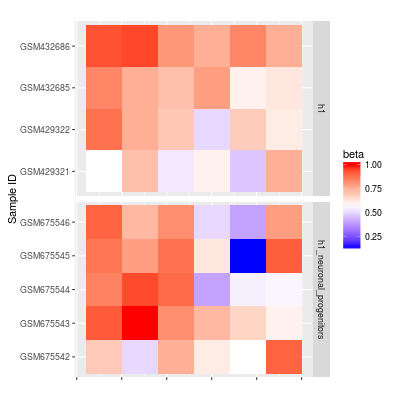 Sample ID
GSM432686
GSM432685
GSM429322
GSM429321
h1
GSM675546
GSM675545
GSM675544
GSM675543
GSM675542
h1_neuronal_progenitors
beta
1.00
0.75
0.50
0.25